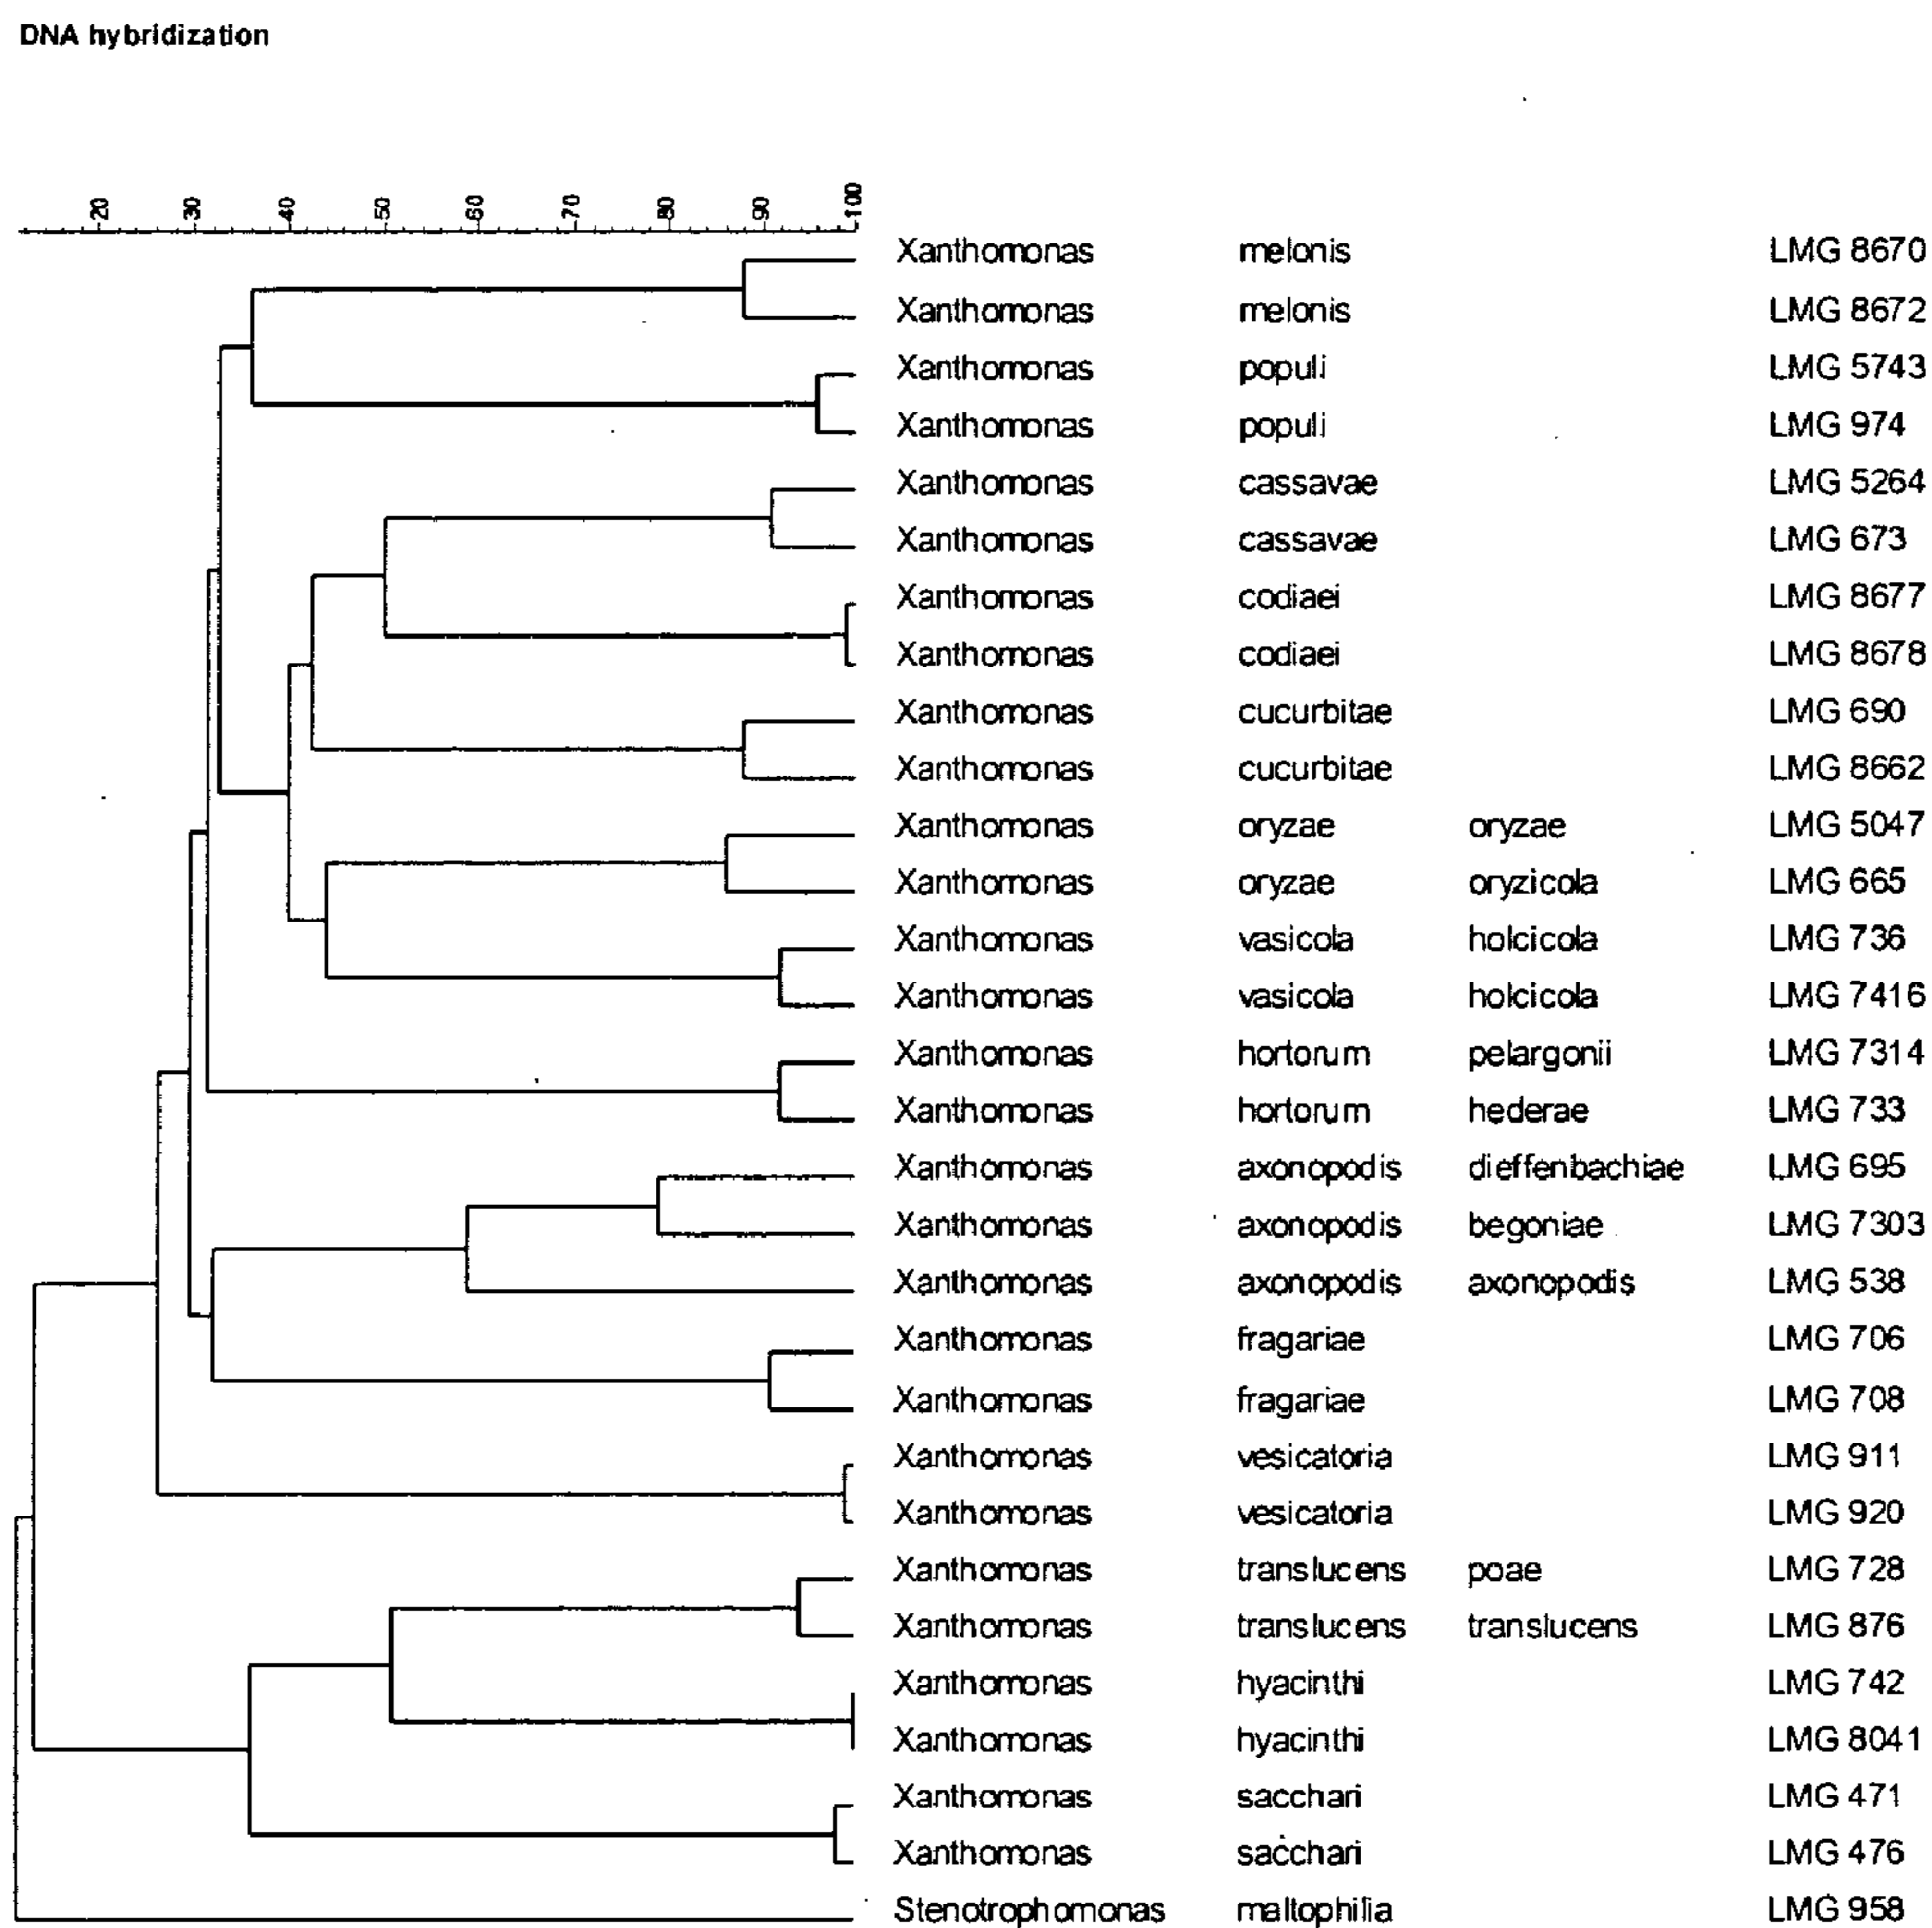 DNA hybridization
20 30 40 50 60 70 80 90 100
Xanthomonas melonis LMG 8670
Xanthomonas melonis LMG 8672
Xanthomonas populi LMG 5743
Xanthomonas populi LMG 974
Xanthomonas cassavae LMG 5264
Xanthomonas cassavae LMG 673
Xanthomonas codiaei LMG 8677
Xanthomonas codiaei LMG 8678
Xanthomonas cucurbitae LMG 690
Xanthomonas cucurbitae LMG 8662
Xanthomonas oryzae oryzae LMG 5047
Xanthomonas oryzae oryzicola LMG 665
Xanthomonas vasicola holcicola LMG 736
Xanthomonas vasicola holcicola LMG 7416
Xanthomonas hortorum pelargonii LMG 7314
Xanthomonas hortorum hederae LMG 733
Xanthomonas axonopodis dieffenbachiae LMG 695
Xanthomonas axonopodis begoniae LMG 7303
Xanthomonas axonopodis axonopodis LMG 538
Xanthomonas fragariae LMG 706
Xanthomonas fragariae LMG 708
Xanthomonas vesicatoria LMG 911
Xanthomonas vesicatoria LMG 920
Xanthomonas translucens poae LMG 728
Xanthomonas translucens translucens LMG 876
Xanthomonas hyacinthi LMG 742
Xanthomonas hyacinthi LMG 8041
Xanthomonas sacchari LMG 471
Xanthomonas sacchari LMG 476
Stenotrophomonas maltophilia LMG 958